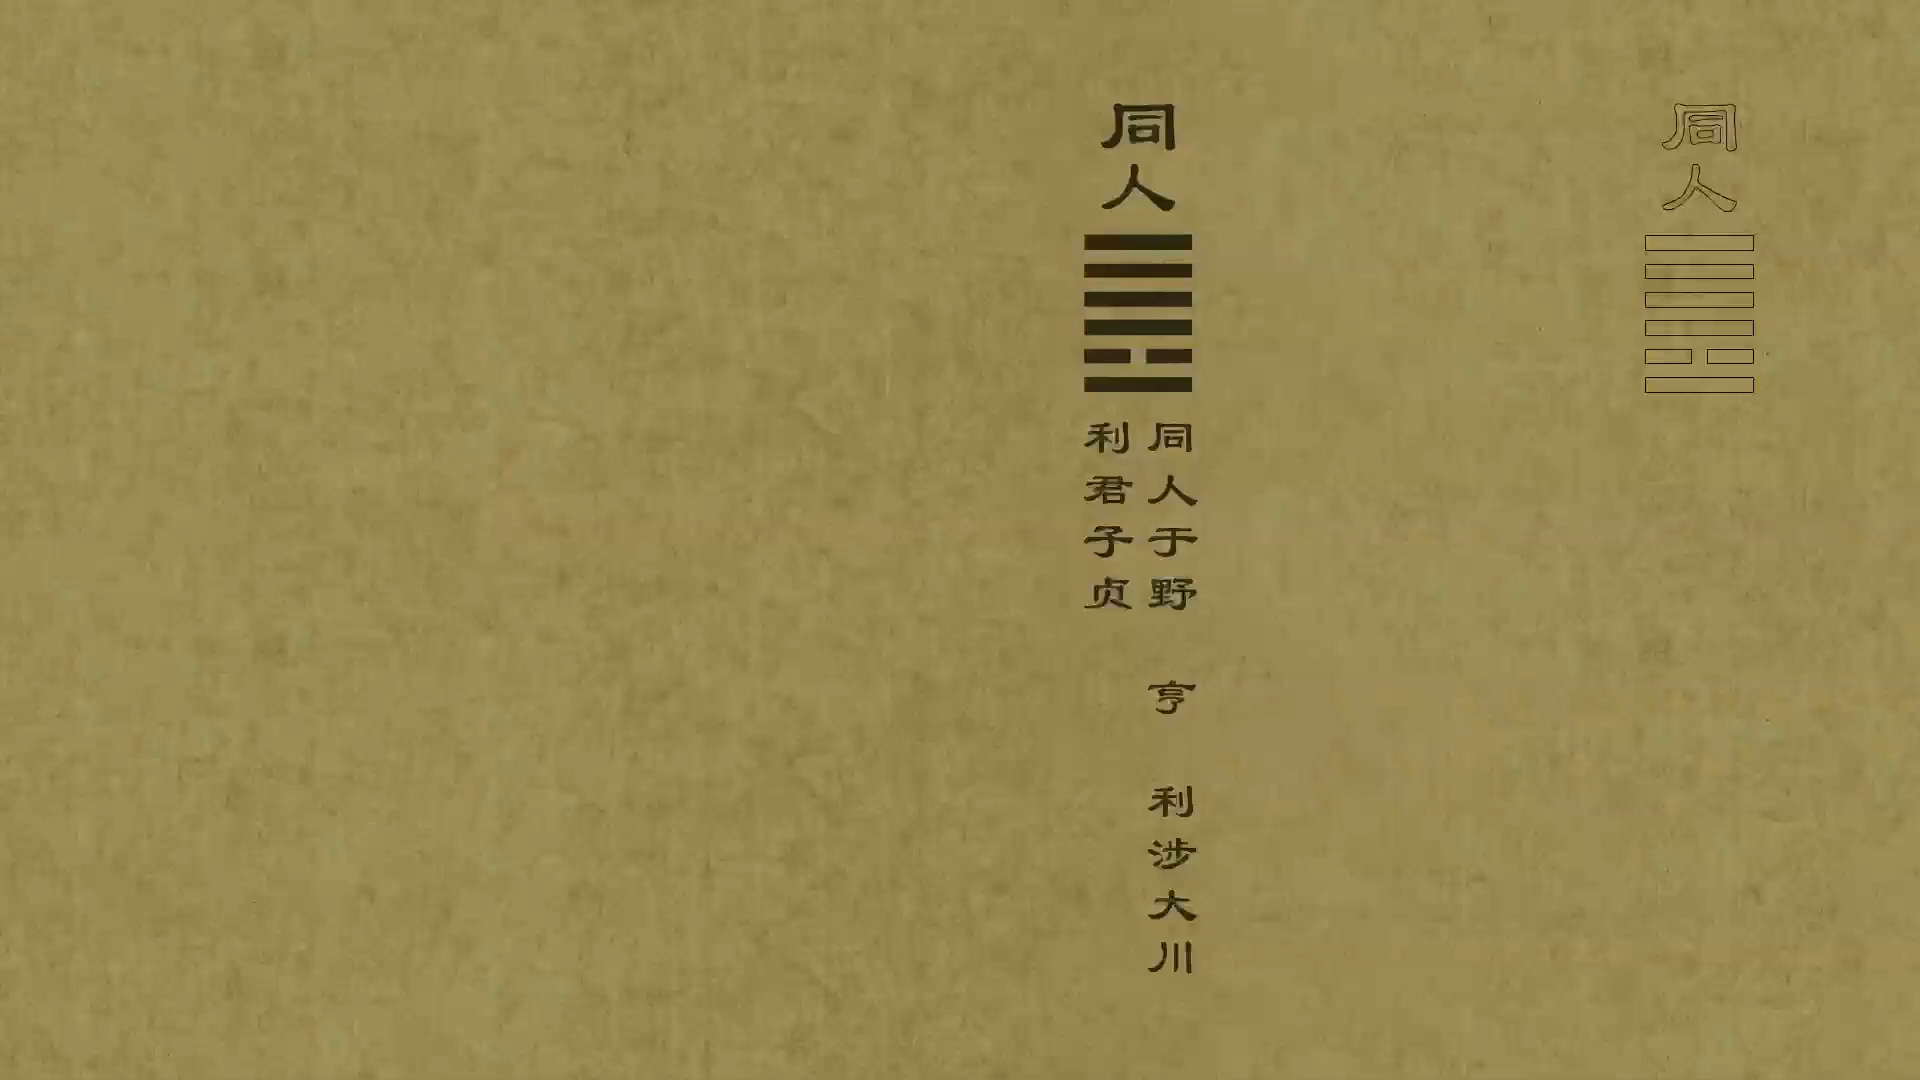 同人
同人
同人于野 亨 利涉大川
利君子贞